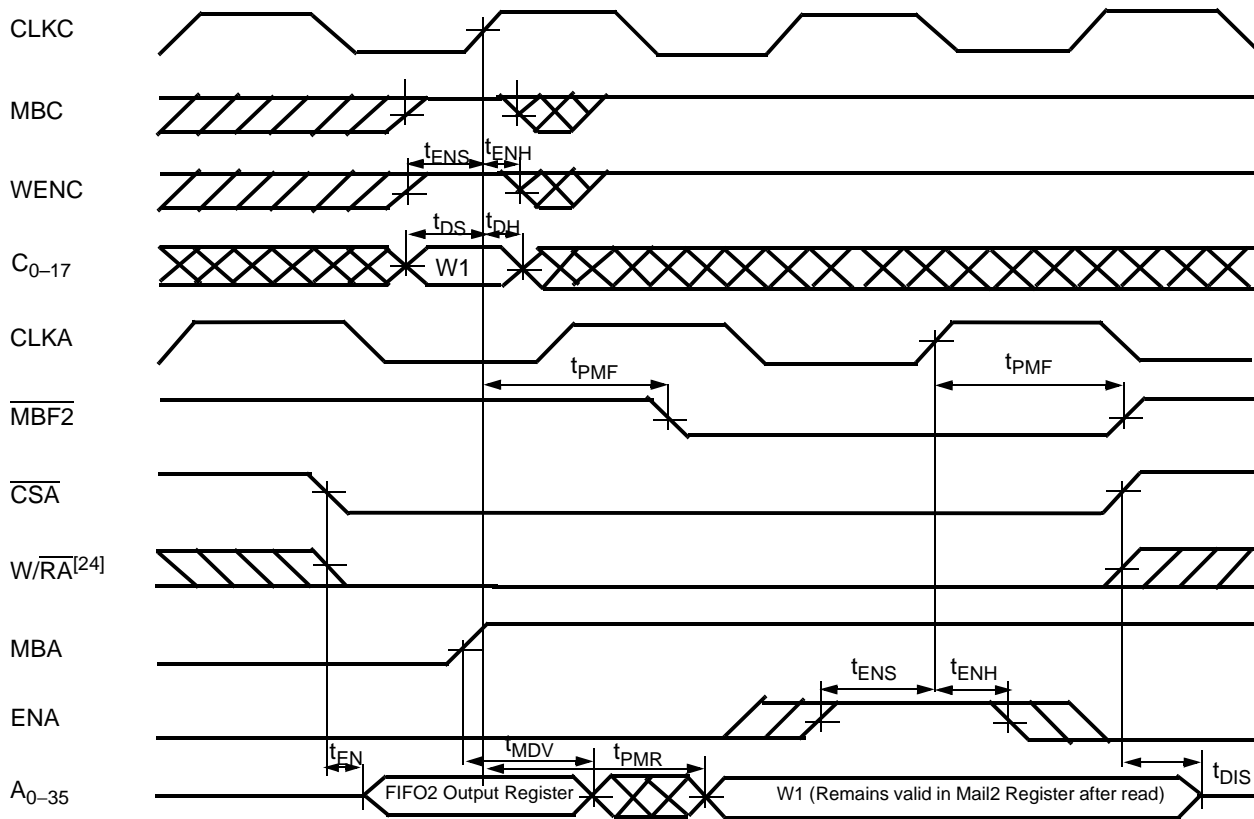 CLKC
MBC
tENS tENH
WENC
tDS tDH
C0–17 W1
CLKA
tPMF tPMF
MBF2
CSA
W/RA[24]
MBA
tENS tENH
ENA
tEN tMDV tPMR tDIS
A0–35 FIFO2 Output Register W1 (Remains valid in Mail2 Register after read)